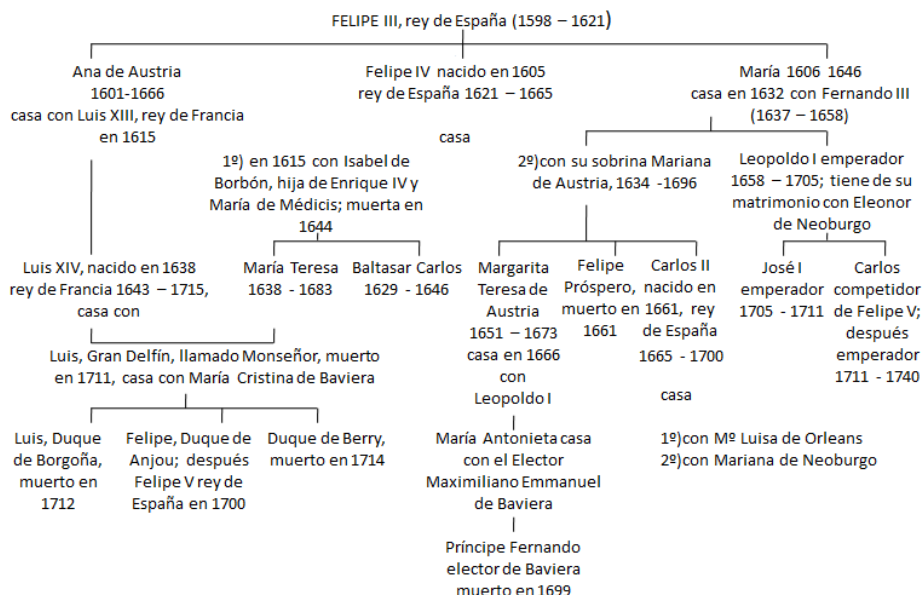 FELIPE III, rey de España (1598 – 1621)
Ana de Austria
1601-1666
casa con Luis XIII, rey de Francia
en 1615
Felipe IV nacido en 1605
rey de España 1621 – 1665
María 1606 1646
casa en 1632 con Fernando III
(1637 – 1658)
casa
1º) en 1615 con Isabel de
Borbón, hija de Enrique IV y
María de Médicis; muerta en
1644
2º)con su sobrina Mariana
de Austria, 1634 -1696
Leopoldo I emperador
1658 – 1705; tiene de su
matrimonio con Eleonor
de Neoburgo
Luis XIV, nacido en 1638
rey de Francia 1643 – 1715,
casa con
María Teresa
1638 - 1683
Baltasar Carlos
1629 - 1646
Margarita
Teresa de
Austria
1651 – 1673
casa en 1666
con
Leopoldo I
Felipe
Próspero,
muerto en
1661
Carlos II
nacido en
1661, rey
de España
1665 - 1700
José I
emperador
1705 - 1711
Carlos
competidor
de Felipe V;
después
emperador
1711 - 1740
Luis, Gran Delfín, llamado Monseñor, muerto
en 1711, casa con María Cristina de Baviera
casa
Luis, Duque
de Borgoña,
muerto en
1712
Felipe, Duque de
Anjou; después
Felipe V rey de
España en 1700
Duque de Berry,
muerto en 1714
María Antonieta casa
con el Elector
Maximiliano Emmanuel
de Baviera
1º)con Mº Luisa de Orleans
2º)con Mariana de Neoburgo
Príncipe Fernando
elector de Baviera
muerto en 1699